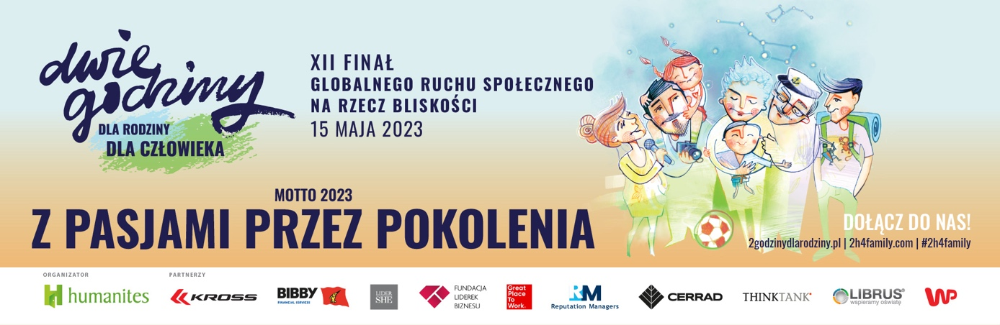 dwie
godziny
DLA RODZINY
DLA CZŁOWIEKA
XII FINAŁ
GLOBALNEGO RUCHU SPOŁECZNEGO
NA RZECZ BLISKOŚCI
15 MAJA 2023
MOTTO 2023
Z PASJAMI PRZEZ POKOLENIA
DOŁĄCZ DO NAS!
2godzinydlarodziny.pl | 2h4family.com | #2h4family
ORGANIZATOR
humanites
PARTNERZY
KROSS
BIBBY
FINANCIAL SERVICES
LIDER
SHE
FUNDACJA
LIDEREK
BIZNESU
Great
Place
To
Work.
RM
Reputation Managers
CERRAD
THINKTANK
LIBRUS®
wspieramy oświatę
WP